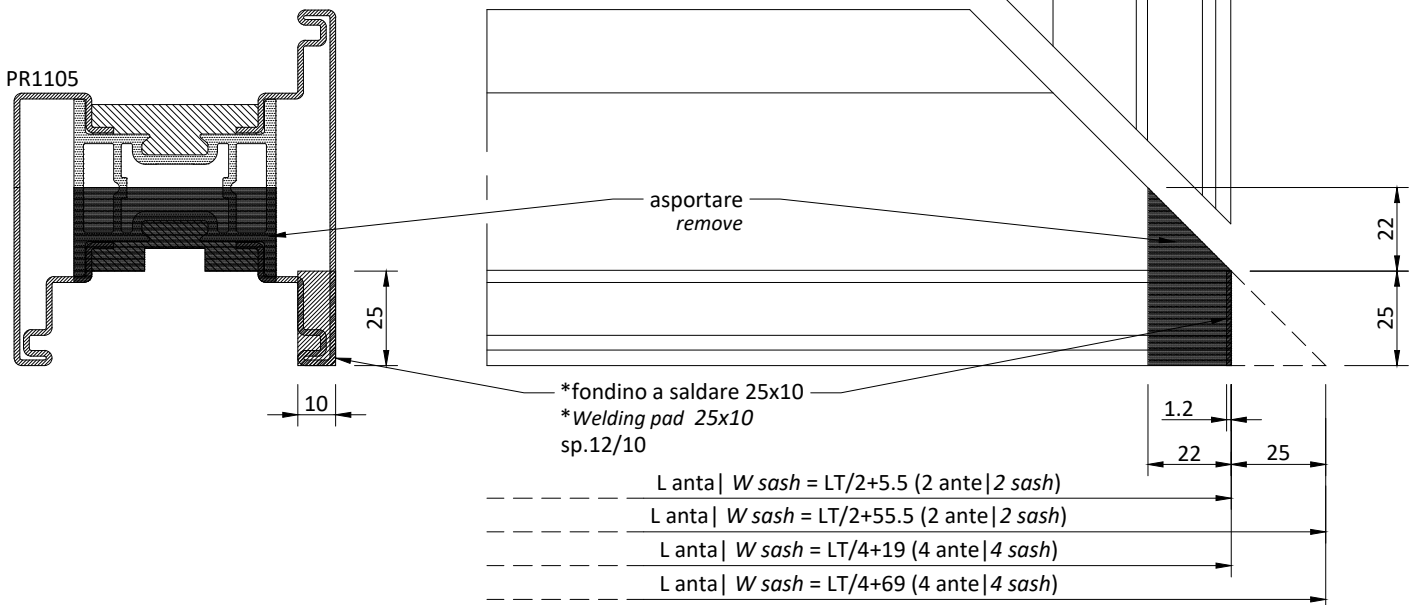 PR1105
asportare
remove
22
25
25
10
*fondino a saldare 25x10
*Welding pad 25x10
sp.12/10
1.2
22
25
L anta| W sash = LT/2+5.5 (2 ante|2 sash)
L anta| W sash = LT/2+55.5 (2 ante|2 sash)
L anta| W sash = LT/4+19 (4 ante|4 sash)
L anta| W sash = LT/4+69 (4 ante|4 sash)